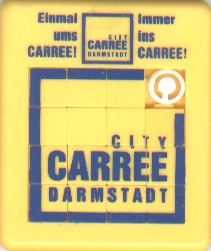 Einmal
ums
CARREE!
CITY
CARREE
DARMSTADT
Immer
ins
CARREE!
CITY
CARREE
DARMSTADT